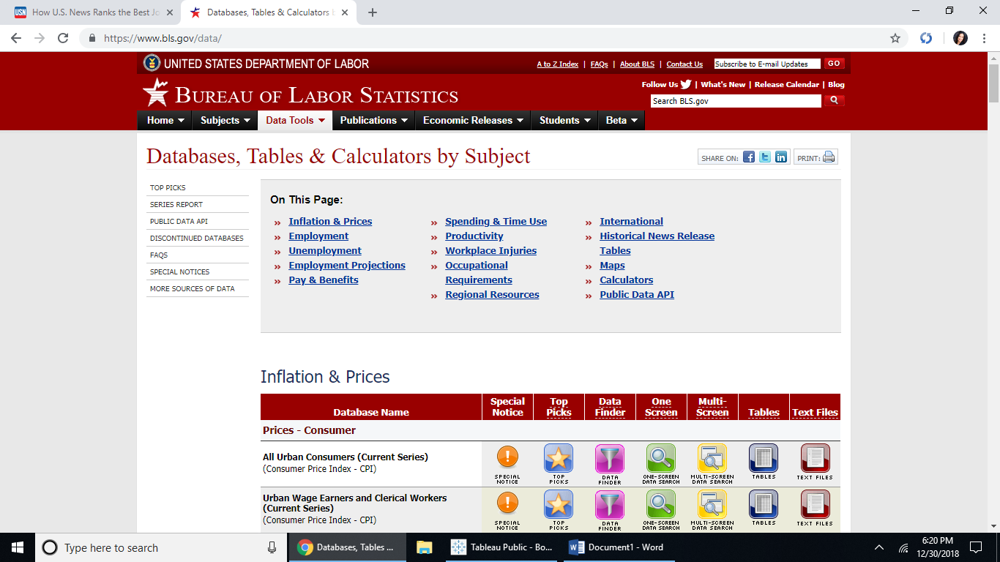 How U.S. News Ranks the Best Jo
Databases, Tables & Calculators b
https://www.bls.gov/data/
UNITED STATES DEPARTMENT OF LABOR
A to Z Index | FAQs | About BLS | Contact Us
Subscribe to E-mail Updates GO
BUREAU OF LABOR STATISTICS
Follow Us | What's New | Release Calendar | Blog
Search BLS.gov
Home Subjects Data Tools Publications Economic Releases Students Beta
Databases, Tables & Calculators by Subject
SHARE ON: PRINT:
TOP PICKS
SERIES REPORT
PUBLIC DATA API
DISCONTINUED DATABASES
FAQS
SPECIAL NOTICES
MORE SOURCES OF DATA
On This Page:
» Inflation & Prices
» Employment
» Unemployment
» Employment Projections
» Pay & Benefits
» Spending & Time Use
» Productivity
» Workplace Injuries
» Occupational
Requirements
» Regional Resources
» International
» Historical News Release
Tables
» Maps
» Calculators
» Public Data API
Inflation & Prices
Database Name
Special
Notice
Top
Picks
Data
Finder
One
Screen
Multi-
Screen
Tables
Text Files
Prices - Consumer
All Urban Consumers (Current Series)
(Consumer Price Index - CPI)
SPECIAL
NOTICE
TOP
PICKS
DATA
FINDER
ONE-SCREEN
DATA SEARCH
MULTI-SCREEN
DATA SEARCH
TABLES
TEXT FILES
Urban Wage Earners and Clerical Workers
(Current Series)
(Consumer Price Index - CPI)
SPECIAL
NOTICE
TOP
PICKS
DATA
FINDER
ONE-SCREEN
DATA SEARCH
MULTI-SCREEN
DATA SEARCH
TABLES
TEXT FILES
Type here to search
Databases, Tables ...
Tableau Public - Bo...
Document1 - Word
6:20 PM
12/30/2018